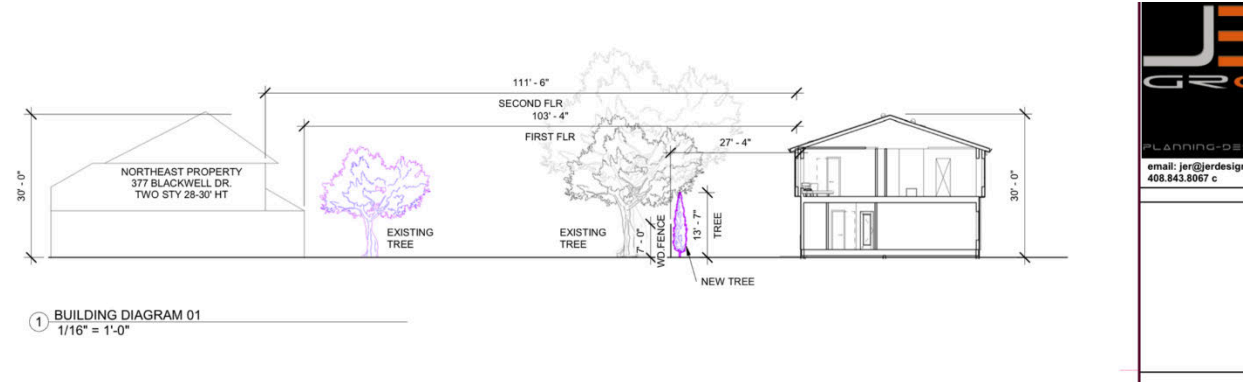 111' - 6"
SECOND FLR
103' - 4"
FIRST FLR
27' - 4"
30' - 0"
NORTHEAST PROPERTY
377 BLACKWELL DR.
TWO STY 28-30' HT
EXISTING
TREE
EXISTING
TREE
7' - 0"
WD.FENCE
13' - 7"
TREE
NEW TREE
30' - 0"
1 BUILDING DIAGRAM 01
1/16" = 1'-0"
PLANNING-DE
email: jer@jerdesign
408.843.8067 c